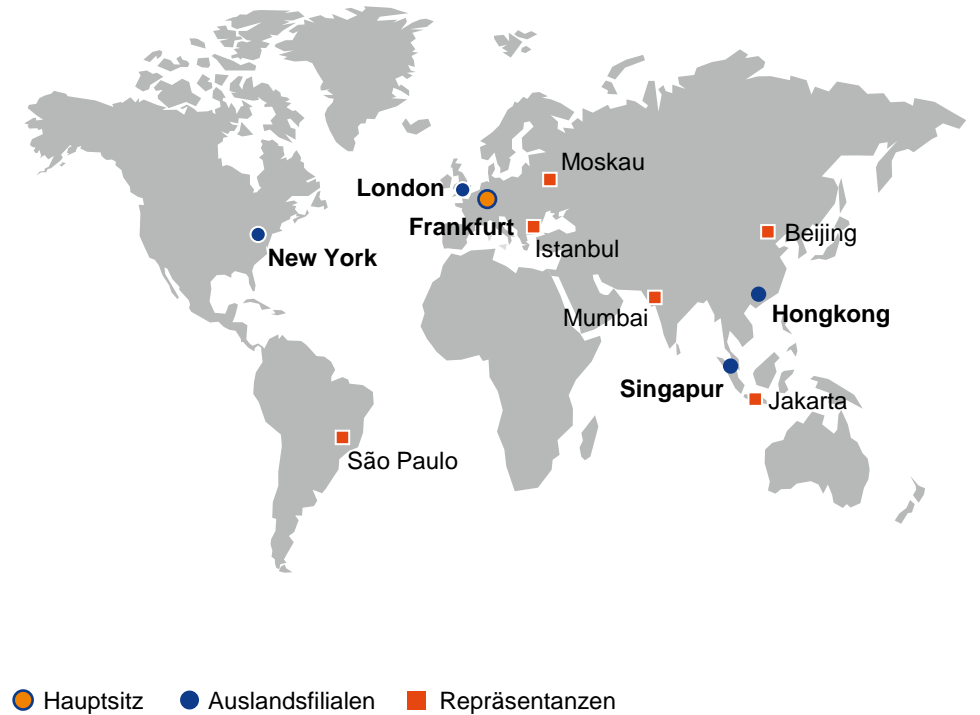 Moskau
London
Frankfurt
Istanbul
Beijing
New York
Mumbai
Hongkong
Singapur
Jakarta
São Paulo
Hauptsitz
Auslandsfilialen
Repräsentanzen